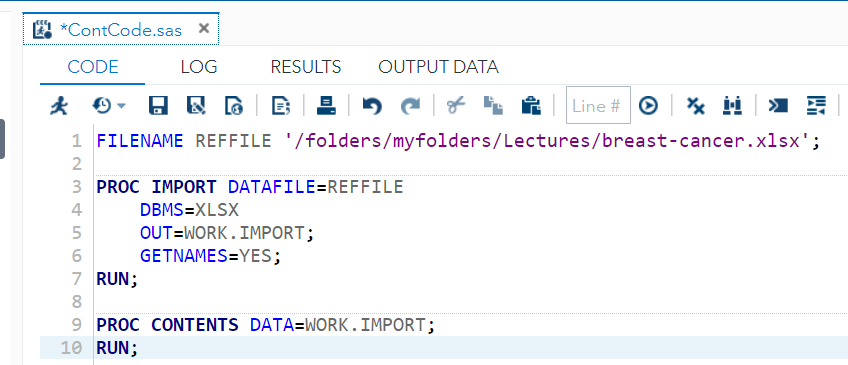 *ContCode.sas ×
CODE LOG RESULTS OUTPUT DATA
Line #
1 FILENAME REFFILE '/folders/myfolders/Lectures/breast-cancer.xlsx';
2
3 PROC IMPORT DATAFILE=REFFILE
4 DBMS=XLSX
5 OUT=WORK.IMPORT;
6 GETNAMES=YES;
7 RUN;
8
9 PROC CONTENTS DATA=WORK.IMPORT;
10 RUN;